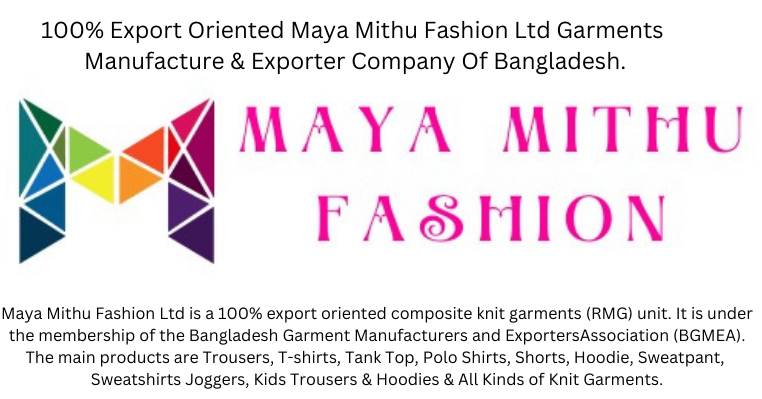 100% Export Oriented Maya Mithu Fashion Ltd Garments
Manufacture & Exporter Company Of Bangladesh.
MAYA MITHU
FASHION
Maya Mithu Fashion Ltd is a 100% export oriented composite knit garments (RMG) unit. It is under
the membership of the Bangladesh Garment Manufacturers and ExportersAssociation (BGMEA).
The main products are Trousers, T-shirts, Tank Top, Polo Shirts, Shorts, Hoodie, Sweatpant,
Sweatshirts Joggers, Kids Trousers & Hoodies & All Kinds of Knit Garments.